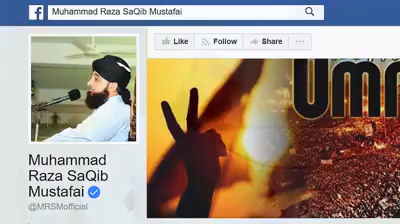 f
Muhammad Raza SaQib Mustafai
Like
Follow
Share
Umm
Muhammad
Raza SaQib
Mustafai
@MRSMofficial